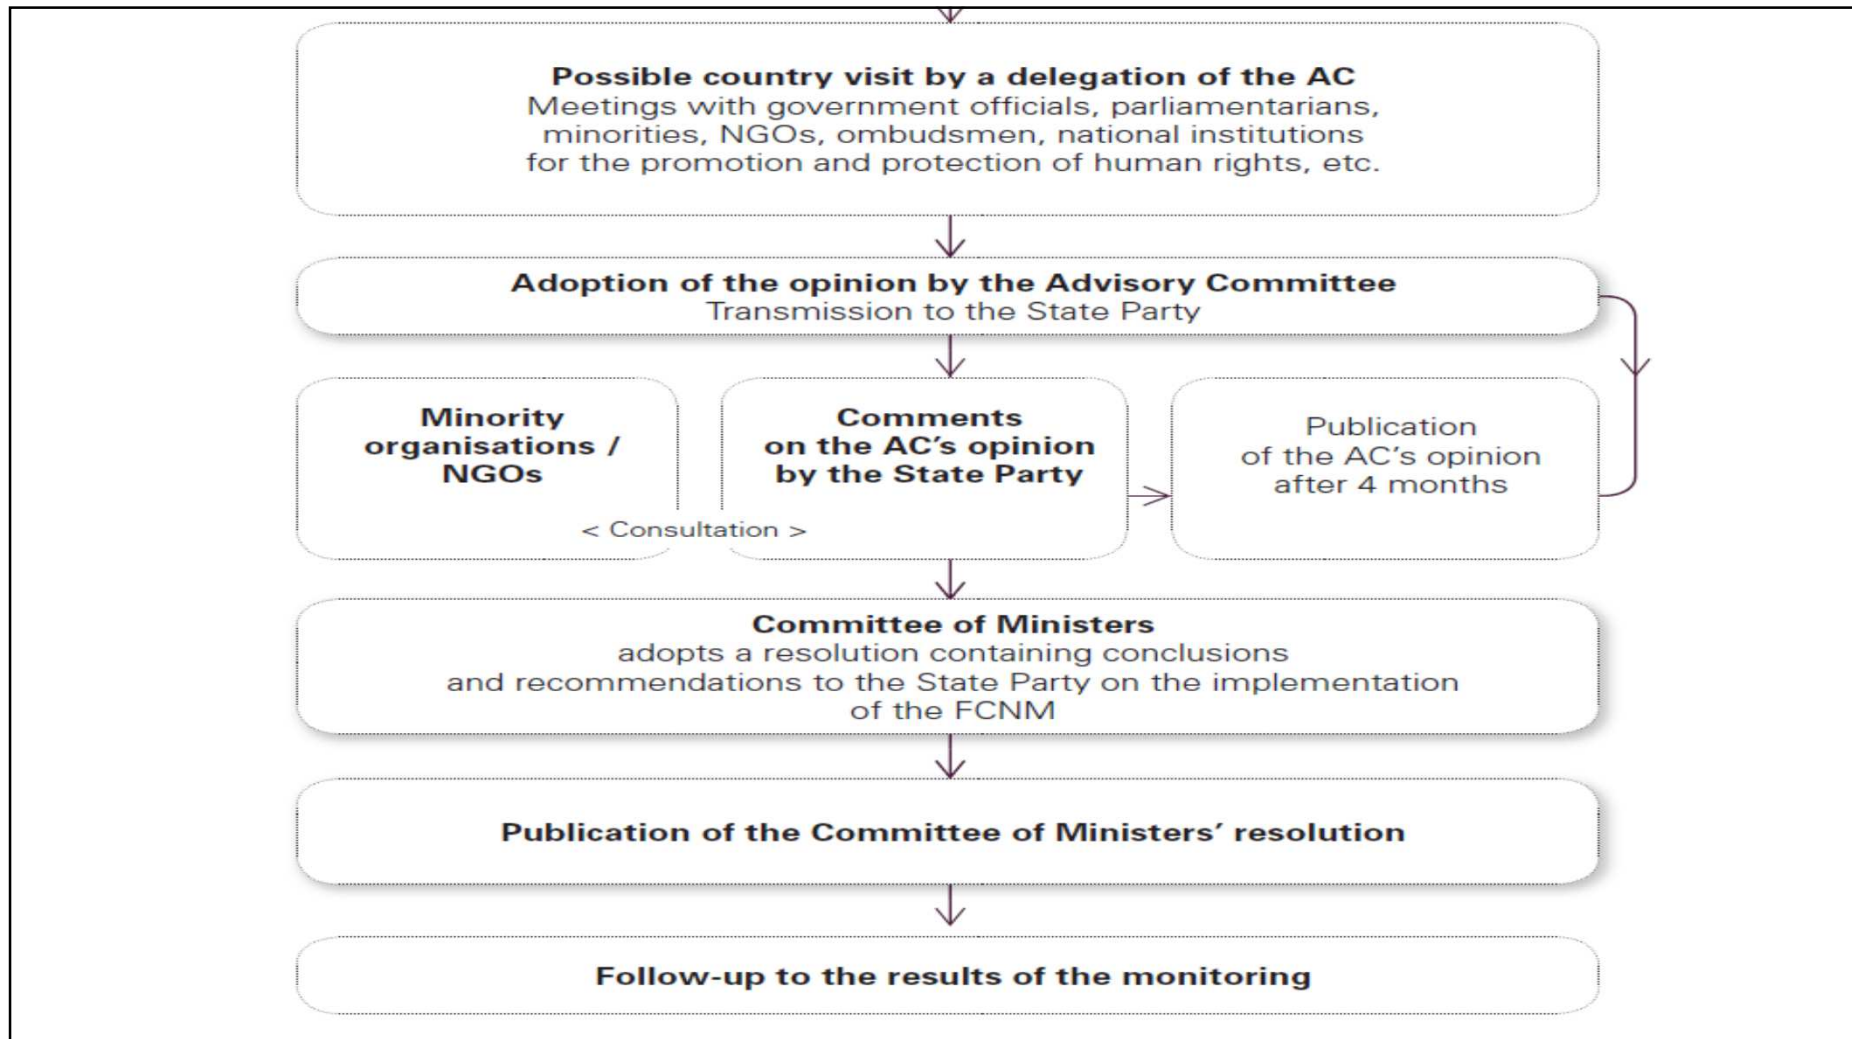 Possible country visit by a delegation of the AC
Meetings with government officials, parliamentarians,
minorities, NGOs, ombudsmen, national institutions
for the promotion and protection of human rights, etc.
Adoption of the opinion by the Advisory Committee
Transmission to the State Party
Minority
organisations /
NGOs
Comments
on the AC’s opinion
by the State Party
< Consultation >
Publication
of the AC’s opinion
after 4 months
Committee of Ministers
adopts a resolution containing conclusions
and recommendations to the State Party on the implementation
of the FCNM
Publication of the Committee of Ministers’ resolution
Follow-up to the results of the monitoring